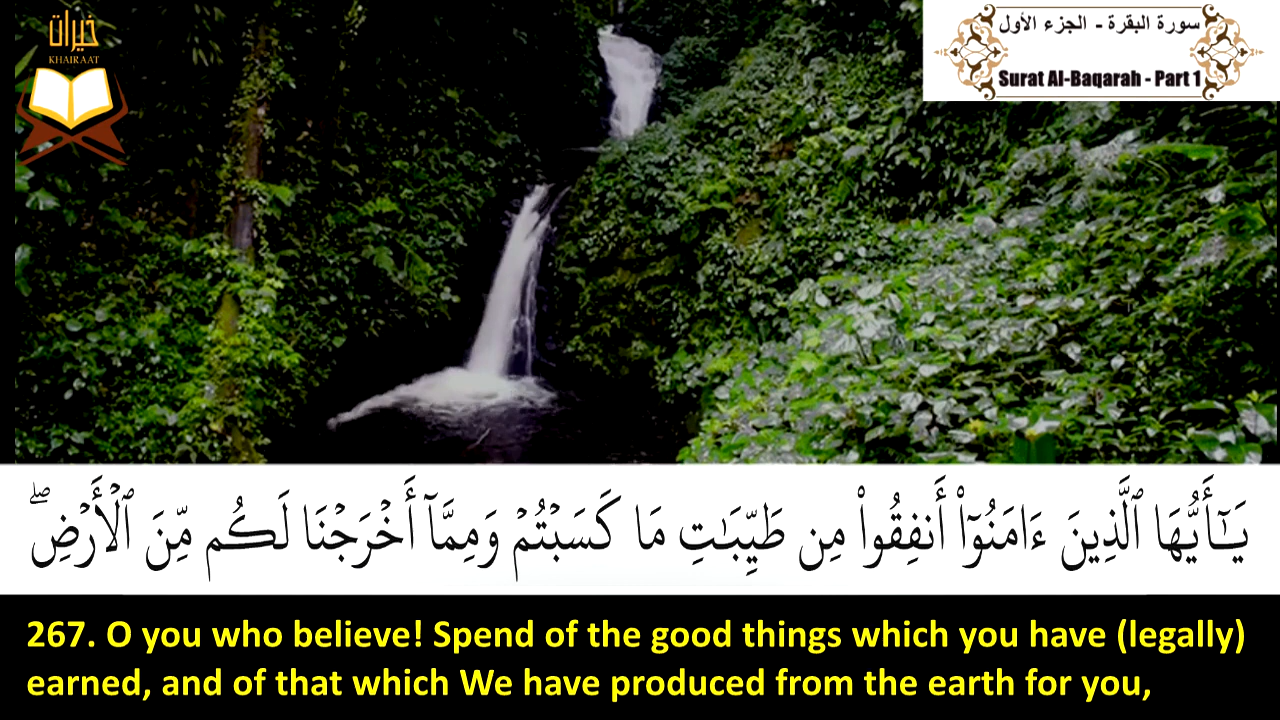 خيرات
KHAIRAAT
سورة البقرة - الجزء الأول
Surat Al-Baqarah - Part 1
يَـٰٓأَيُّهَا ٱلَّذِينَ ءَامَنُوٓا۟ أَنفِقُوا۟ مِن طَيِّبَـٰتِ مَا كَسَبْتُمْ وَمِمَّآ أَخْرَجْنَا لَكُم مِّنَ ٱلْأَرْضِ ۖ
267. O you who believe! Spend of the good things which you have (legally)
earned, and of that which We have produced from the earth for you,